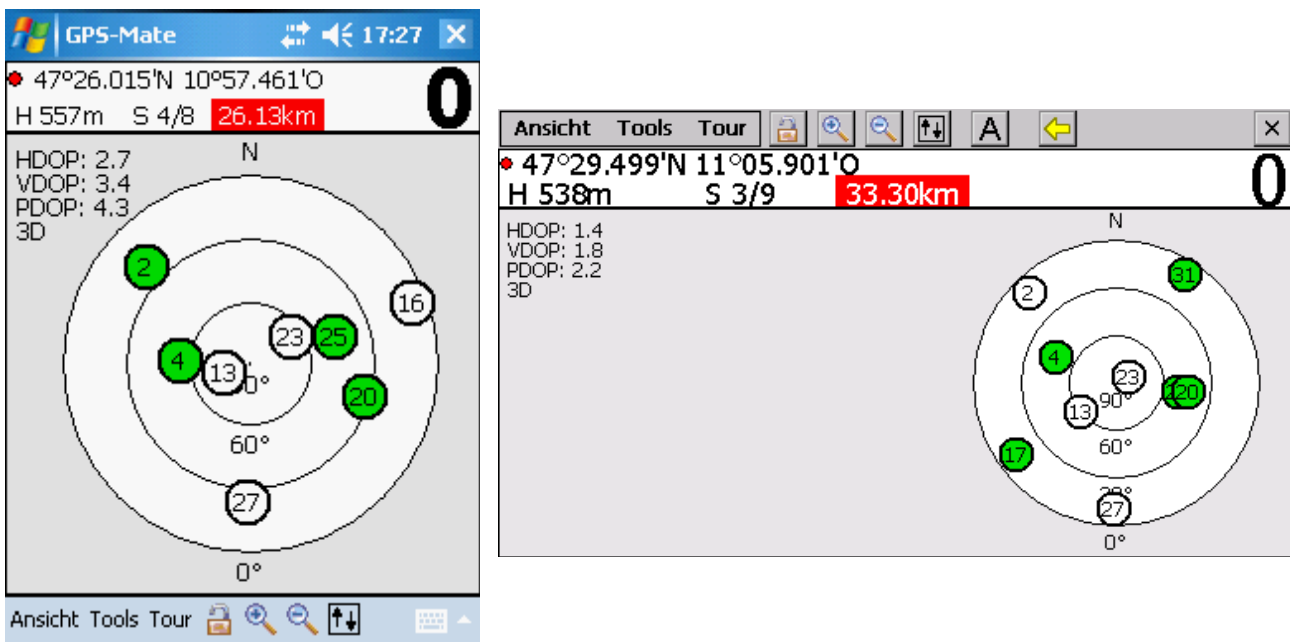 GPS-Mate 17:27
47°26.015'N 10°57.461'O
H 557m S 4/8 26.13km 0
HDOP: 2.7
VDOP: 3.4
PDOP: 4.3
3D
N
2
16
23
25
4
13
20
60°
27
0°
Ansicht Tools Tour
Ansicht Tools Tour A
47°29.499'N 11°05.901'O
H 538m S 3/9 33.30km 0
HDOP: 1.4
VDOP: 1.8
PDOP: 2.2
3D
N
31
2
4
23
20
90°
13
60°
17
27
0°